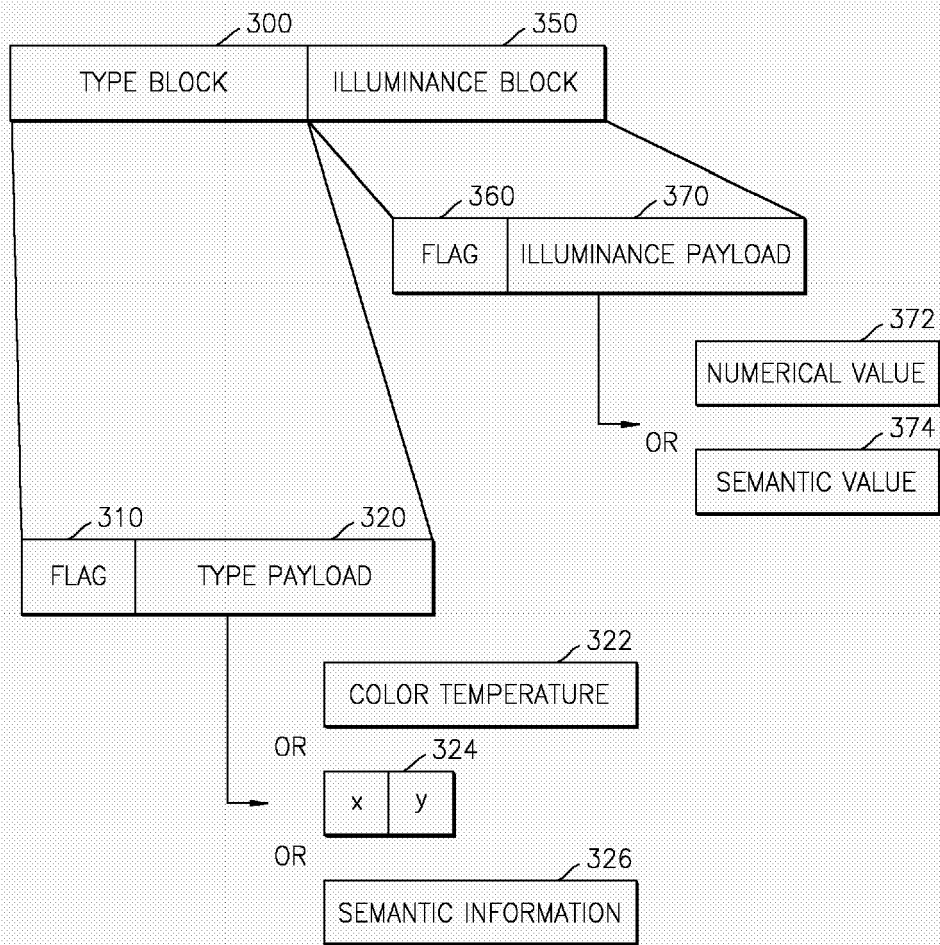 300 350
TYPE BLOCK ILLUMINANCE BLOCK
360 370
FLAG ILLUMINANCE PAYLOAD
372
NUMERICAL VALUE
OR
374
SEMANTIC VALUE
310 320
FLAG TYPE PAYLOAD
322
COLOR TEMPERATURE
OR
324
x y
OR
326
SEMANTIC INFORMATION